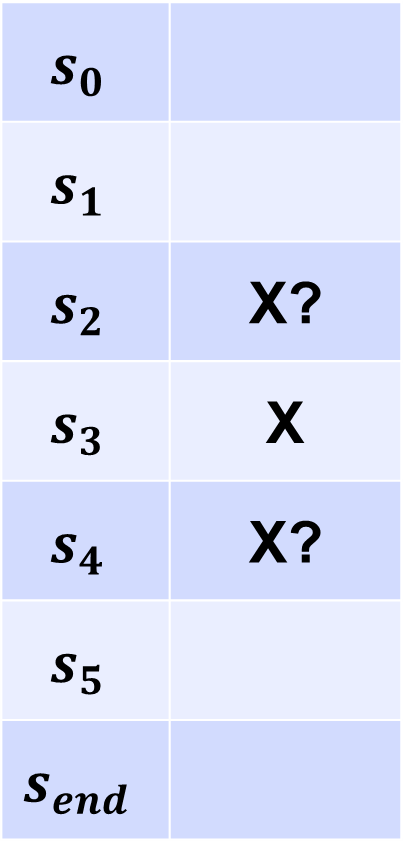 s₀
s₁
s₂ X?
s₃ X
s₄ X?
s₅
sₑₙ𝒹